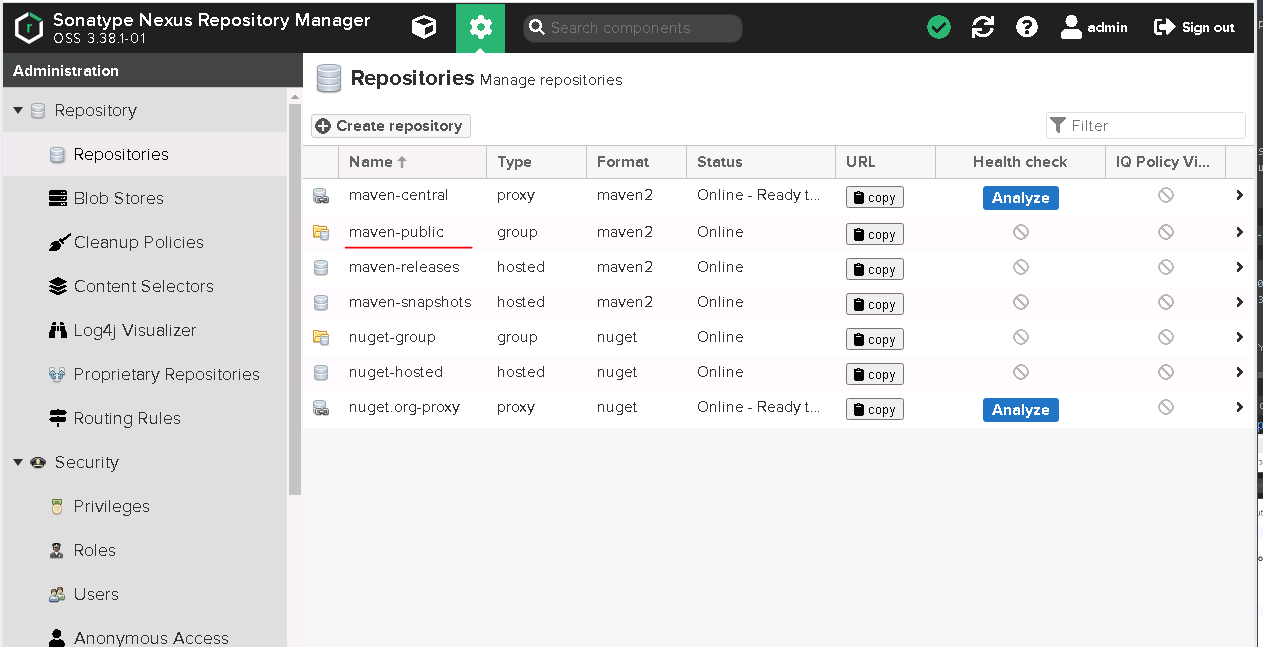 Sonatype Nexus Repository Manager
OSS 3.38.1-01
Search components
admin
Sign out
Administration
Repository
Repositories
Blob Stores
Cleanup Policies
Content Selectors
Log4j Visualizer
Proprietary Repositories
Routing Rules
Security
Privileges
Roles
Users
Anonymous Access
Repositories Manage repositories
Create repository
Filter
Name Type Format Status URL Health check IQ Policy Vi...
maven-central proxy maven2 Online - Ready t... copy Analyze
maven-public group maven2 Online copy
maven-releases hosted maven2 Online copy
maven-snapshots hosted maven2 Online copy
nuget-group group nuget Online copy
nuget-hosted hosted nuget Online copy
nuget.org-proxy proxy nuget Online - Ready t... copy Analyze